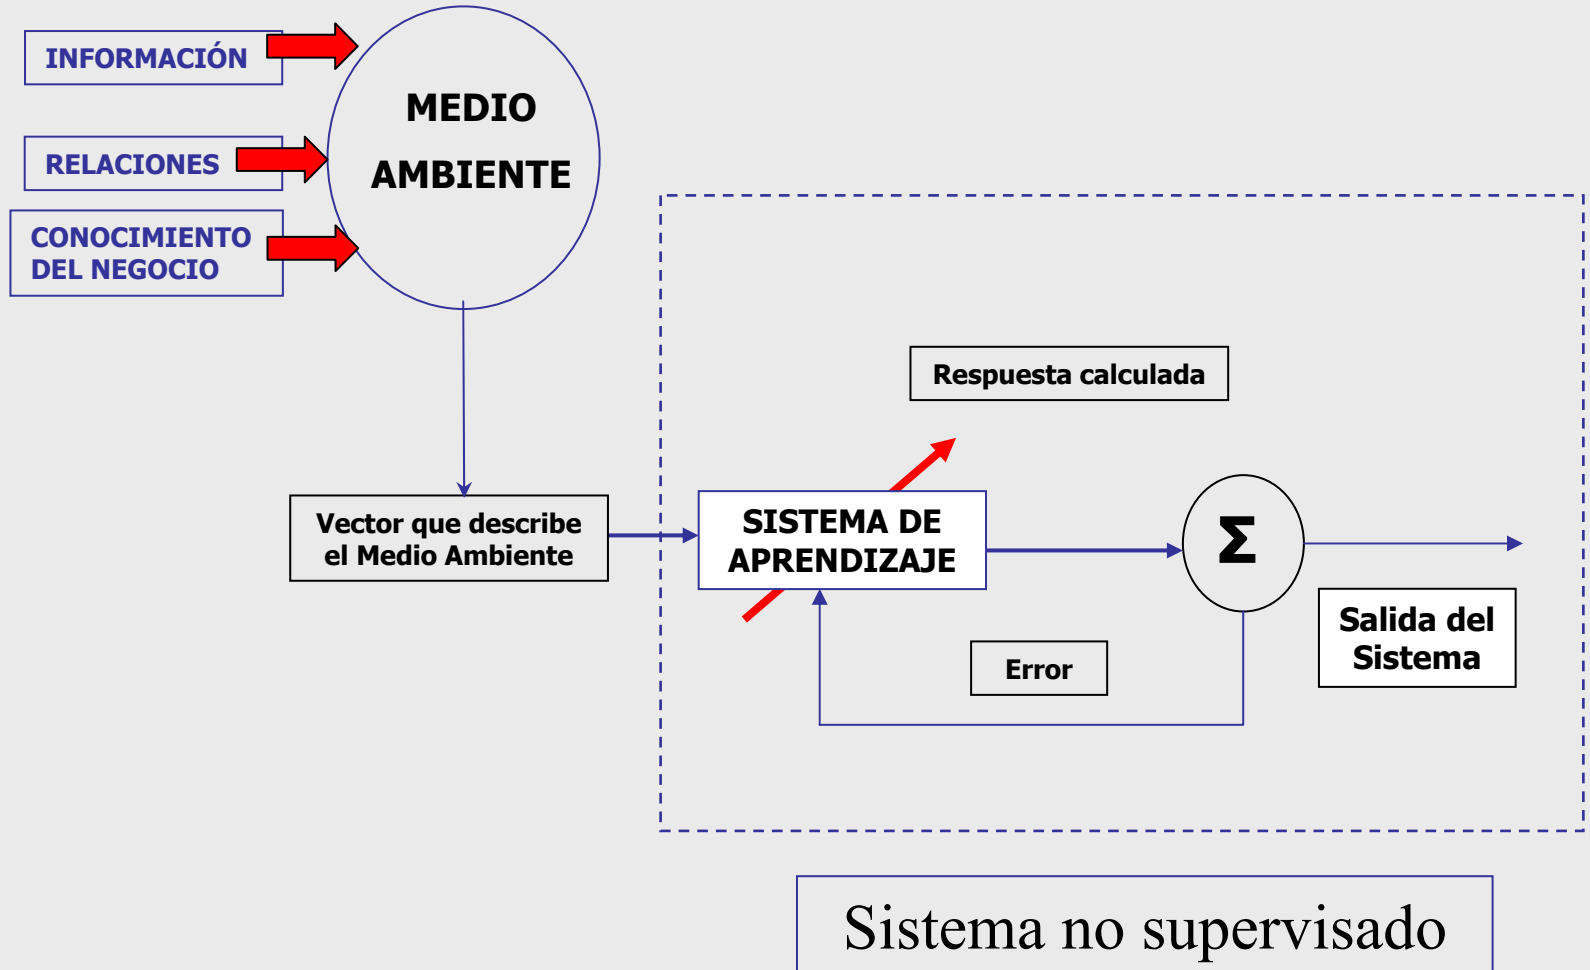 INFORMACIÓN
RELACIONES
CONOCIMIENTO
DEL NEGOCIO
MEDIO
AMBIENTE
Vector que describe
el Medio Ambiente
Respuesta calculada
SISTEMA DE
APRENDIZAJE
Σ
Error
Salida del
Sistema
Sistema no supervisado